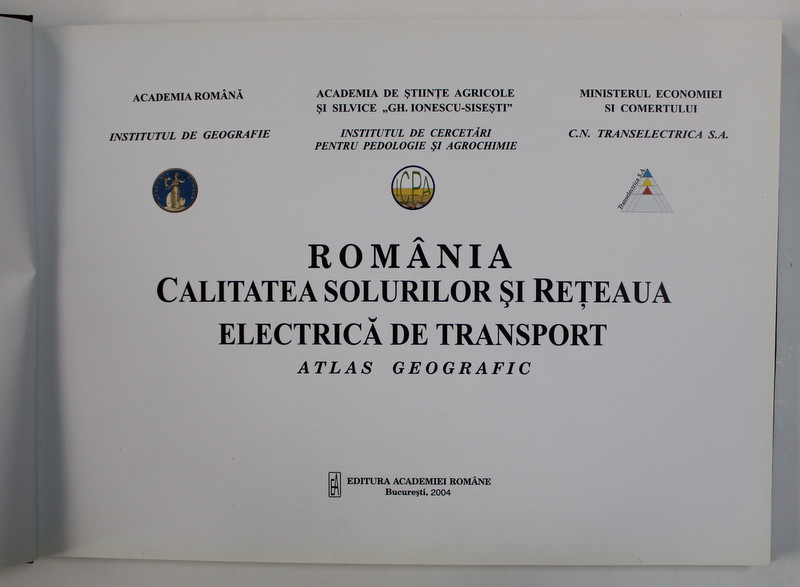 ACADEMIA ROMÂNĂ
INSTITUTUL DE GEOGRAFIE
ACADEMIA DE ŞTIINŢE AGRICOLE
ŞI SILVICE „GH. IONESCU-SISEŞTI”
INSTITUTUL DE CERCETĂRI
PENTRU PEDOLOGIE ŞI AGROCHIMIE
MINISTERUL ECONOMIEI
SI COMERTULUI
C.N. TRANSELECTRICA S.A.
ICPA
Transelectrica S.A.
ROMÂNIA
CALITATEA SOLURILOR ŞI REŢEAUA
ELECTRICĂ DE TRANSPORT
ATLAS GEOGRAFIC
EA
EDITURA ACADEMIEI ROMÂNE
Bucureşti, 2004